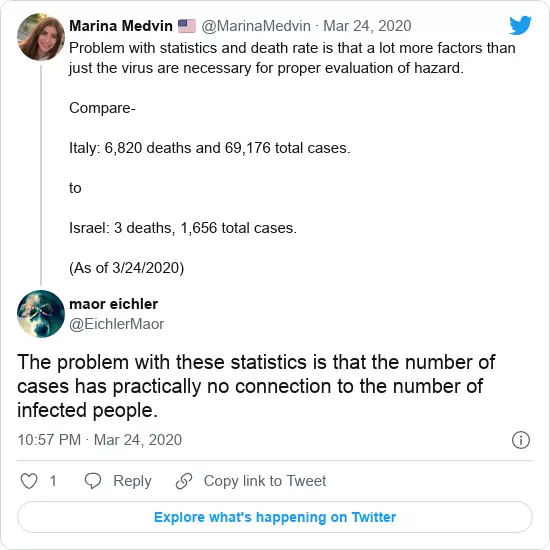 Marina Medvin 🇺🇸 @MarinaMedvin · Mar 24, 2020
Problem with statistics and death rate is that a lot more factors than
just the virus are necessary for proper evaluation of hazard.
Compare-
Italy: 6,820 deaths and 69,176 total cases.
to
Israel: 3 deaths, 1,656 total cases.
(As of 3/24/2020)
maor eichler
@EichlerMaor
The problem with these statistics is that the number of
cases has practically no connection to the number of
infected people.
10:57 PM · Mar 24, 2020
1 Reply Copy link to Tweet
Explore what's happening on Twitter